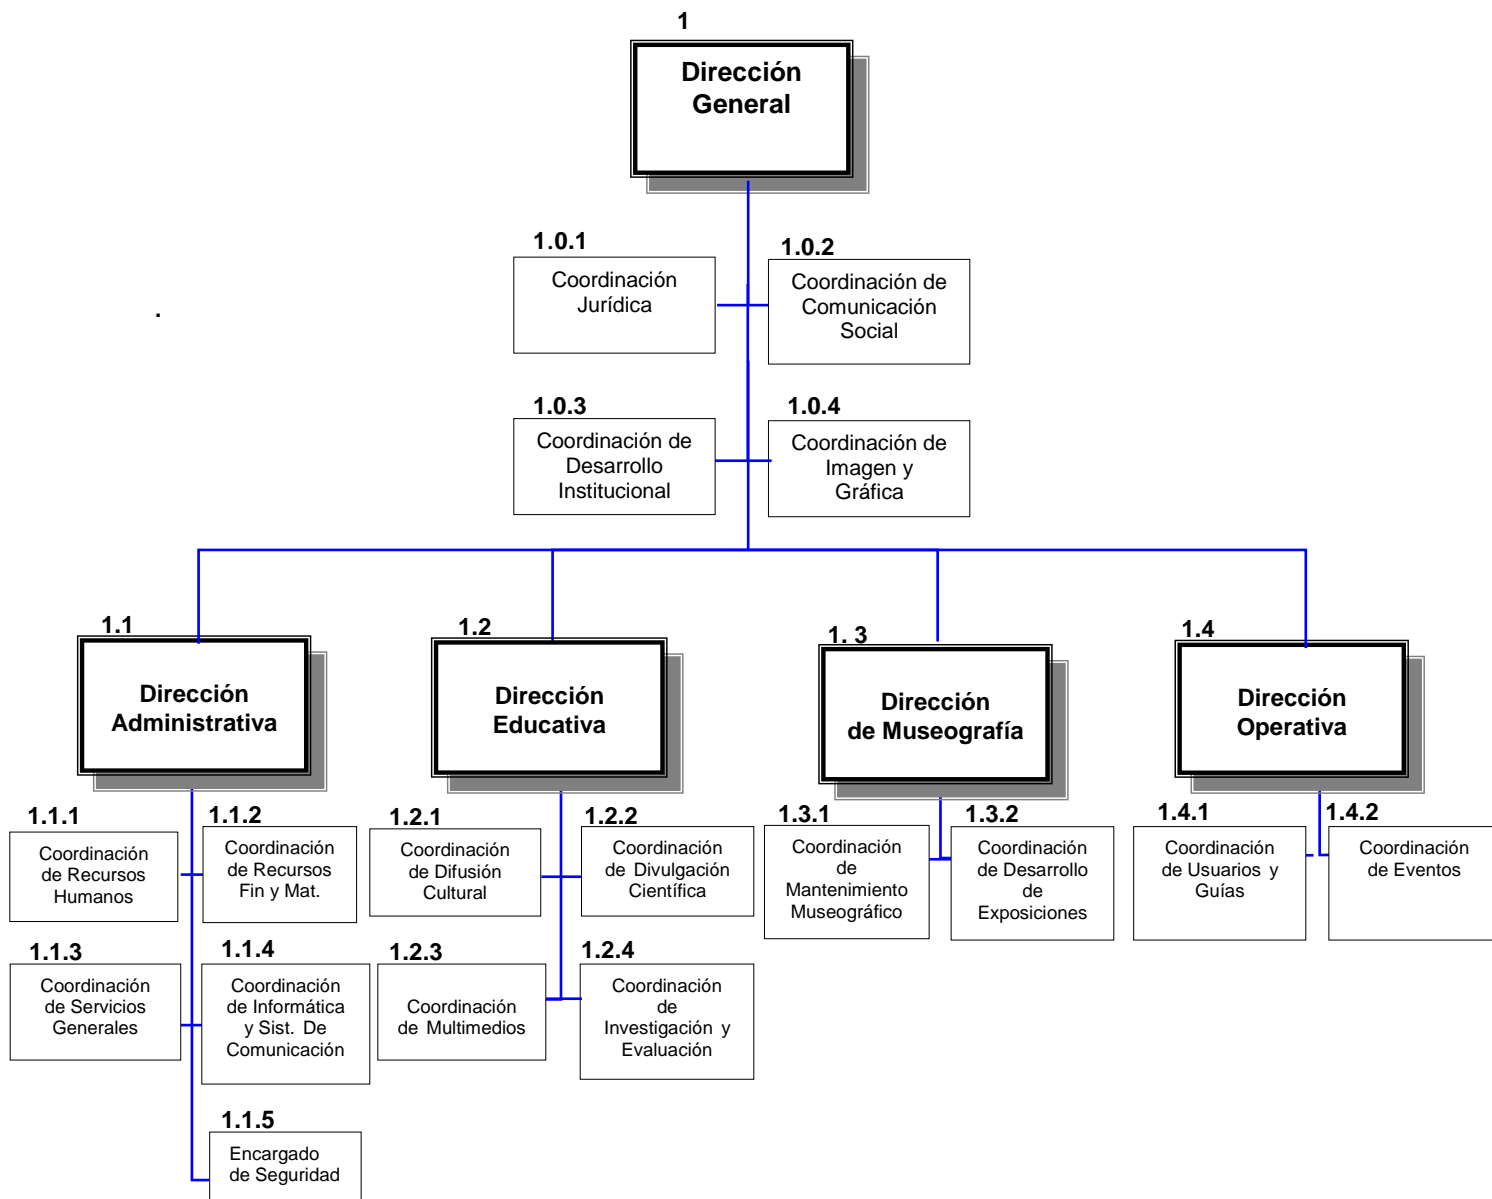 1
Dirección
General
1.0.1
Coordinación
Jurídica
1.0.2
Coordinación de
Comunicación
Social
.
1.0.3
Coordinación de
Desarrollo
Institucional
1.0.4
Coordinación de
Imagen y
Gráfica
1.1
Dirección
Administrativa
1.2
Dirección
Educativa
1. 3
Dirección
de Museografía
1.4
Dirección
Operativa
1.1.1
Coordinación
de Recursos
Humanos
1.1.2
Coordinación
de Recursos
Fin y Mat.
1.1.3
Coordinación
de Servicios
Generales
1.1.4
Coordinación
de Informática
y Sist. De
Comunicación
1.1.5
Encargado
de Seguridad
1.2.1
Coordinación
de Difusión
Cultural
1.2.2
Coordinación
de Divulgación
Científica
1.2.3
Coordinación
de Multimedios
1.2.4
Coordinación
de
Investigación y
Evaluación
1.3.1
Coordinación
de
Mantenimiento
Museográfico
1.3.2
Coordinación
de Desarrollo
de
Exposiciones
1.4.1
Coordinación
de Usuarios y
Guías
1.4.2
Coordinación
de Eventos